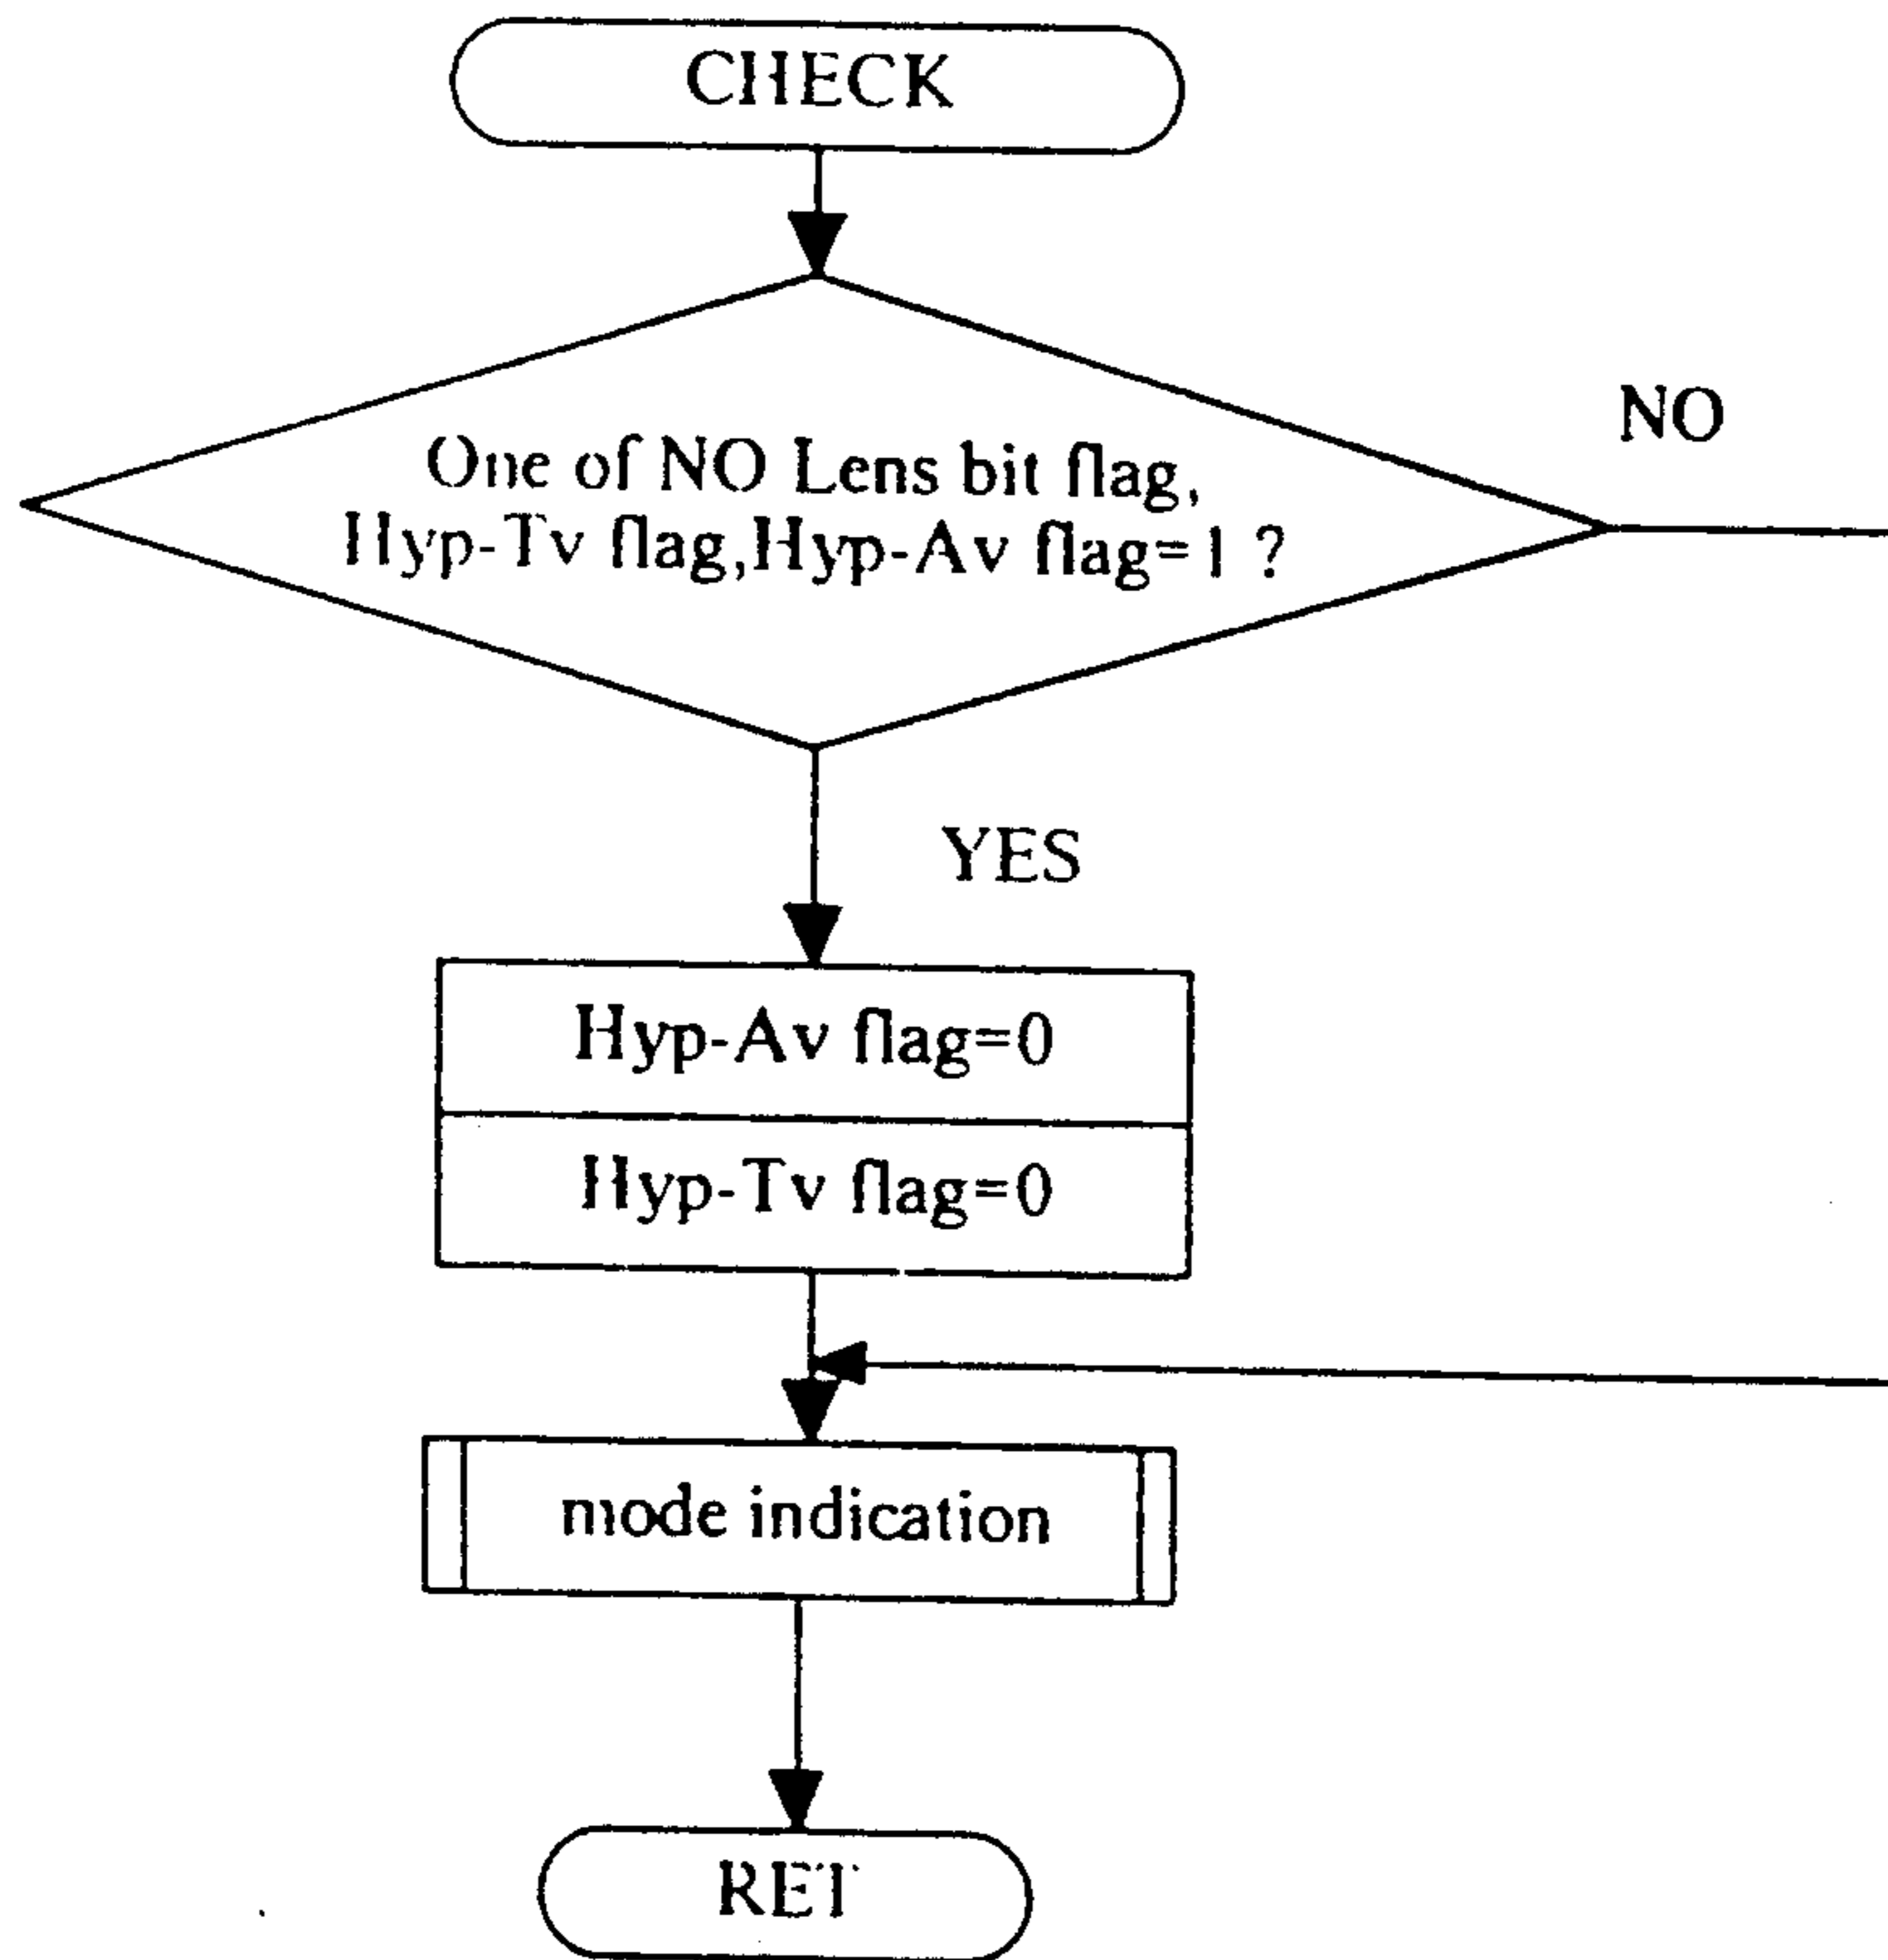 CHECK
One of NO Lens bit flag,
Hyp-Tv flag,Hyp-Av flag=1 ?
NO
YES
Hyp-Av flag=0
Hyp-Tv flag=0
mode indication
RET